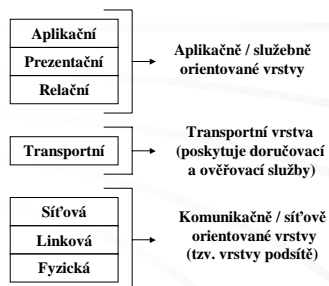 Aplikační
Prezentační
Relační
Aplikačně / služebně
orientované vrstvy
Transportní
Transportní vrstva
(poskytuje doručovací
a ověřovací služby)
Síťová
Linková
Fyzická
Komunikačně / síťově
orientované vrstvy
(tzv. vrstvy podsítě)